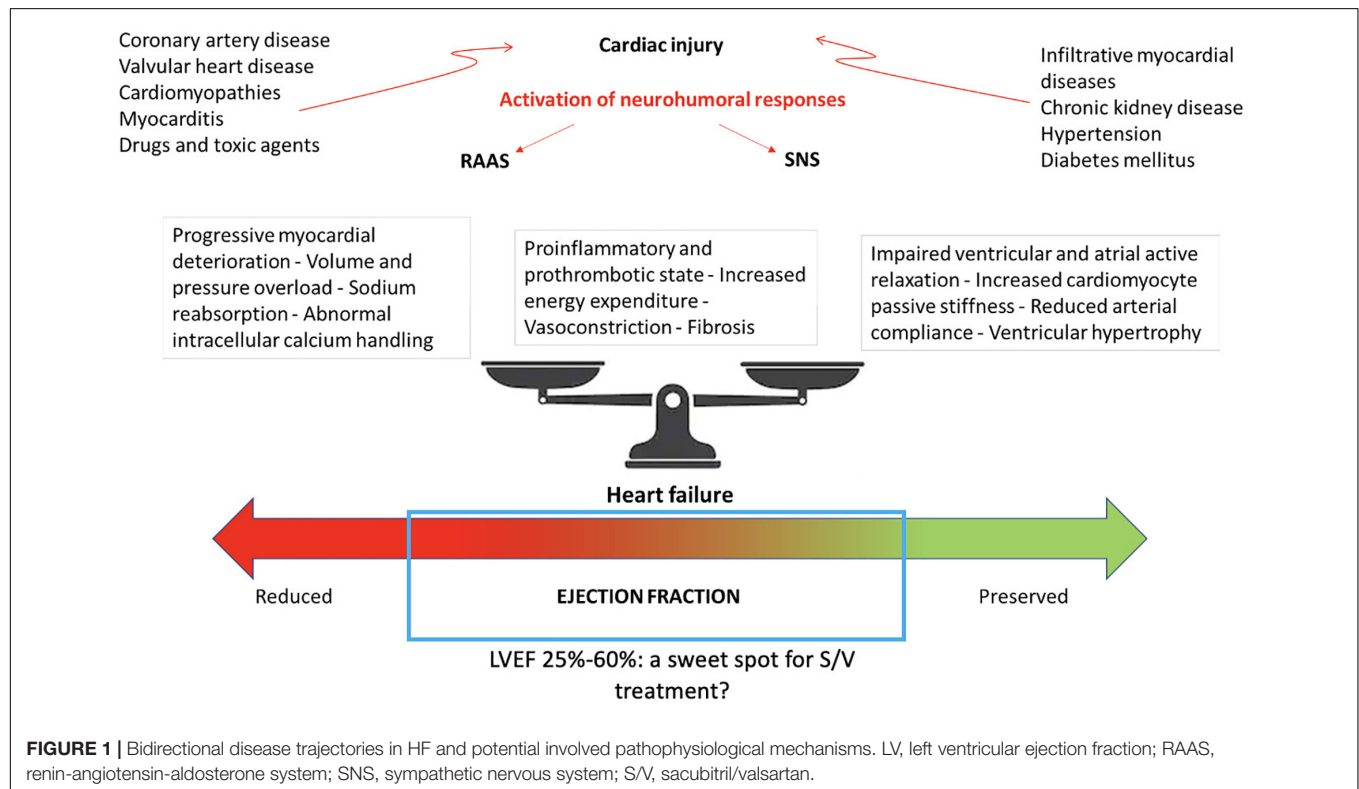 Coronary artery disease
Valvular heart disease
Cardiomyopathies
Myocarditis
Drugs and toxic agents
Cardiac injury
Activation of neurohumoral responses
RAAS
SNS
Infiltrative myocardial
diseases
Chronic kidney disease
Hypertension
Diabetes mellitus
Progressive myocardial
deterioration - Volume and
pressure overload - Sodium
reabsorption - Abnormal
intracellular calcium handling
Proinflammatory and
prothrombotic state - Increased
energy expenditure -
Vasoconstriction - Fibrosis
Impaired ventricular and atrial active
relaxation - Increased cardiomyocyte
passive stiffness - Reduced arterial
compliance - Ventricular hypertrophy
Heart failure
Reduced
EJECTION FRACTION
Preserved
LVEF 25%-60%: a sweet spot for S/V
treatment?
FIGURE 1 | Bidirectional disease trajectories in HF and potential involved pathophysiological mechanisms. LV, left ventricular ejection fraction; RAAS,
renin-angiotensin-aldosterone system; SNS, sympathetic nervous system; S/V, sacubitril/valsartan.